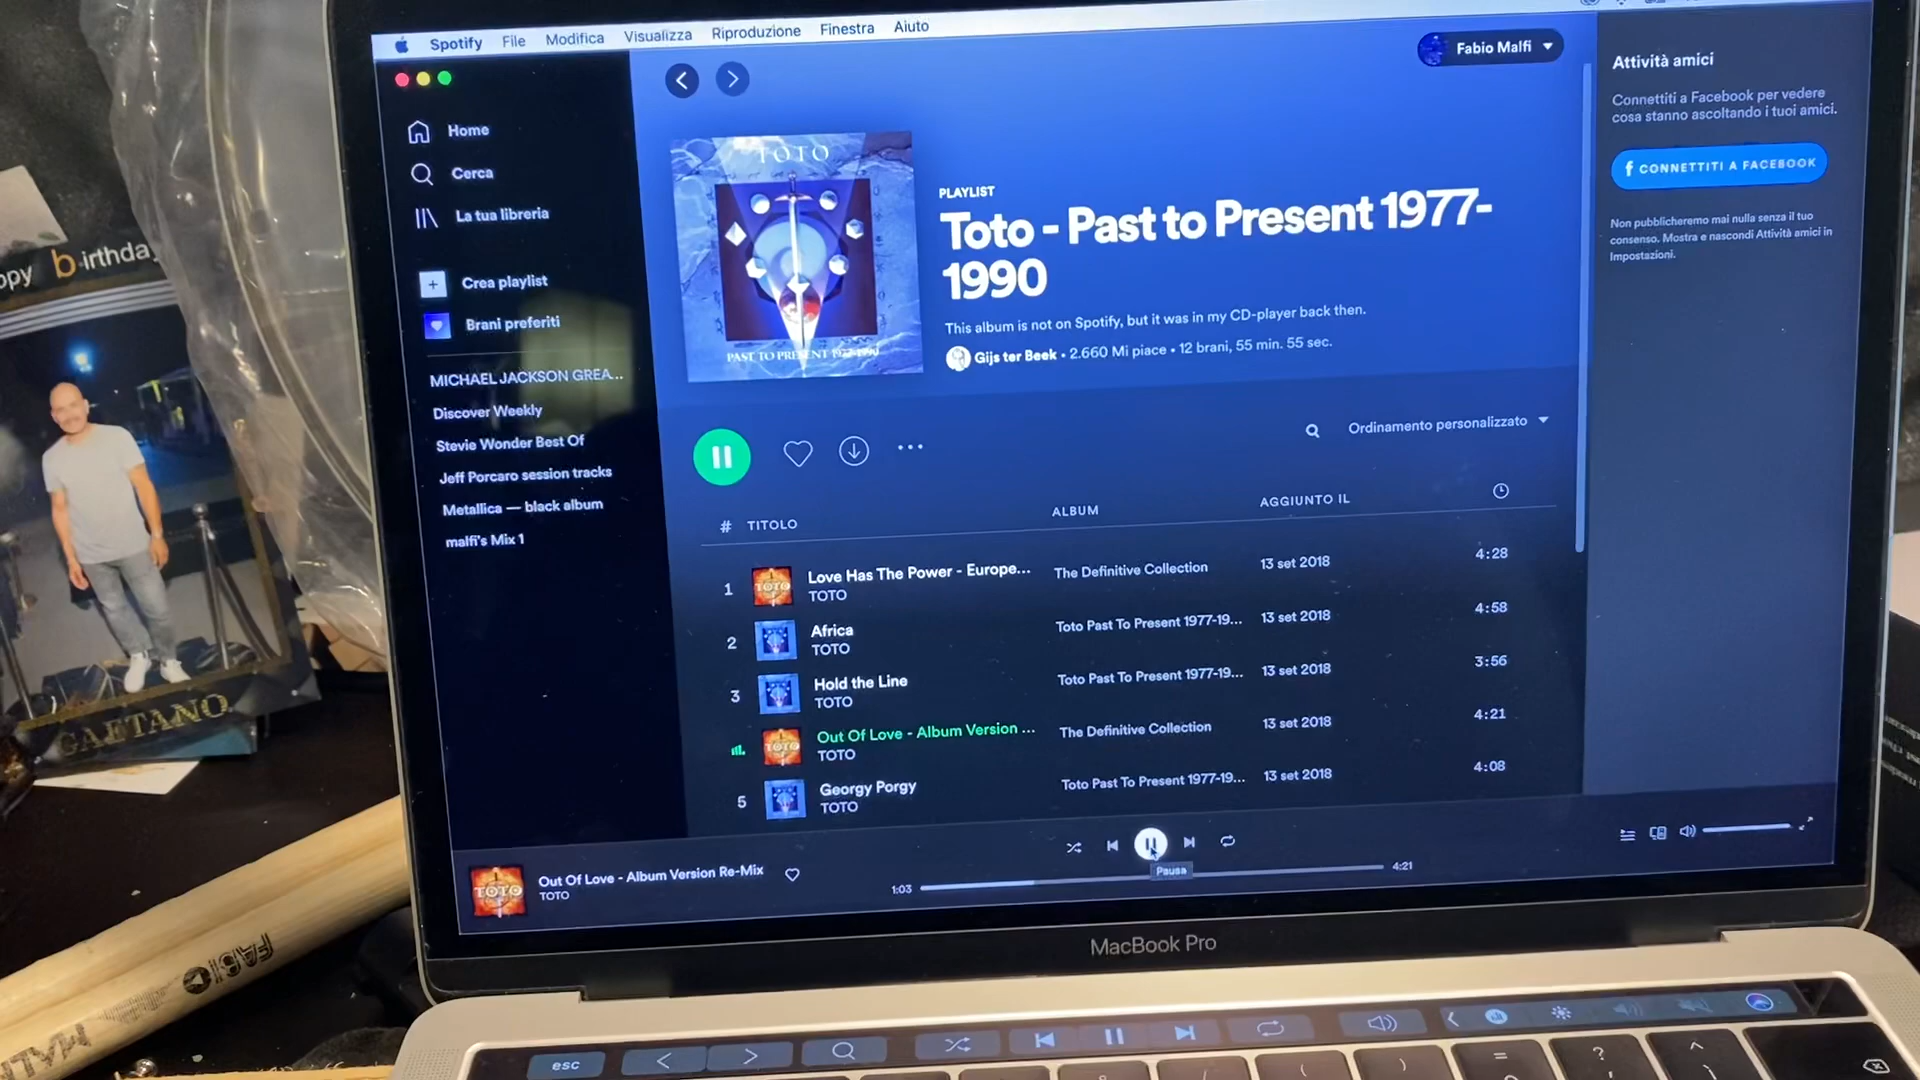 Spotify File Modifica Visualizza Riproduzione Finestra Aiuto
Home
Cerca
La tua libreria
Crea playlist
Brani preferiti
MICHAEL JACKSON GREA...
Discover Weekly
Stevie Wonder Best Of
Jeff Porcaro session tracks
Metallica — black album
malfi's Mix 1
Fabio Malfi
TOTO
PAST TO PRESENT 1977-1990
PLAYLIST
Toto - Past to Present 1977-
1990
This album is not on Spotify, but it was in my CD-player back then.
Gijs ter Beek • 2.660 Mi piace • 12 brani, 55 min. 55 sec.
Ordinamento personalizzato
# TITOLO ALBUM AGGIUNTO IL
1 Love Has The Power - Europe... The Definitive Collection 13 set 2018 4:28
TOTO
2 Africa Toto Past To Present 1977-19... 13 set 2018 4:58
TOTO
3 Hold the Line Toto Past To Present 1977-19... 13 set 2018 3:56
TOTO
Out Of Love - Album Version ... The Definitive Collection 13 set 2018 4:21
TOTO
5 Georgy Porgy Toto Past To Present 1977-19... 13 set 2018 4:08
TOTO
Attività amici
Connettiti a Facebook per vedere
cosa stanno ascoltando i tuoi amici.
f CONNETTITI A FACEBOOK
Non pubblicheremo mai nulla senza il tuo
consenso. Mostra e nascondi Attività amici in
Impostazioni.
TOTO
Out Of Love - Album Version Re-Mix
TOTO
1:03 4:21
Pausa
MacBook Pro
esc
ppy b-irthda
GAETANO
FABIO